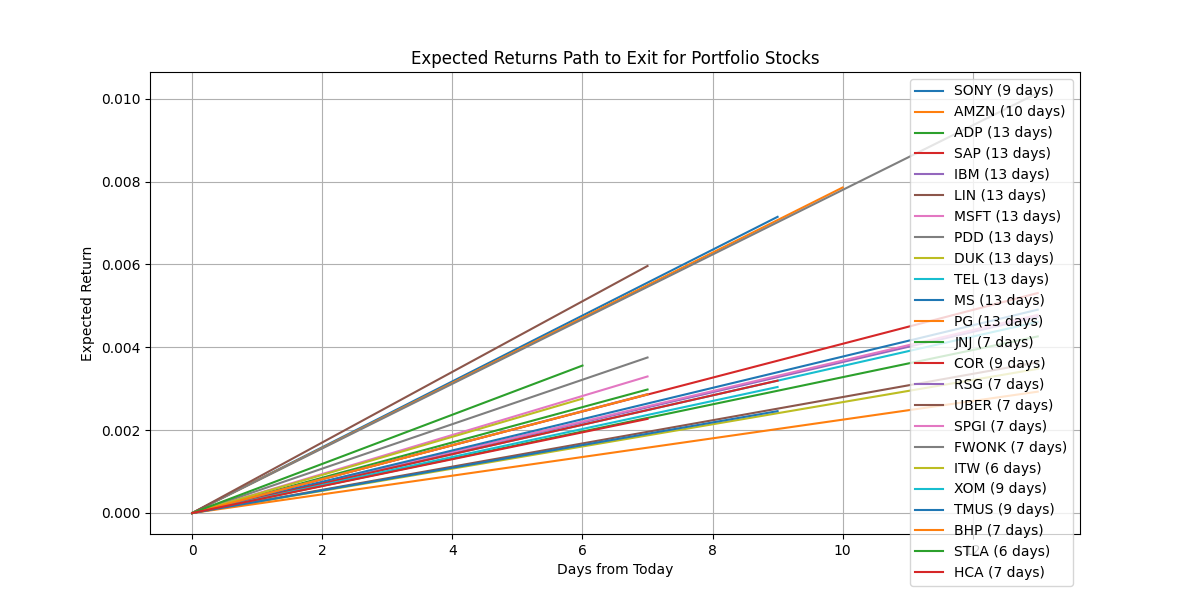 Expected Returns Path to Exit for Portfolio Stocks
Expected Return
0.010
0.008
0.006
0.004
0.002
0.000
0
2
4
6
8
10
12
Days from Today
SONY (9 days)
AMZN (10 days)
ADP (13 days)
SAP (13 days)
IBM (13 days)
LIN (13 days)
MSFT (13 days)
PDD (13 days)
DUK (13 days)
TEL (13 days)
MS (13 days)
PG (13 days)
JNJ (7 days)
COR (9 days)
RSG (7 days)
UBER (7 days)
SPGI (7 days)
FWONK (7 days)
ITW (6 days)
XOM (9 days)
TMUS (9 days)
BHP (7 days)
STLA (6 days)
HCA (7 days)